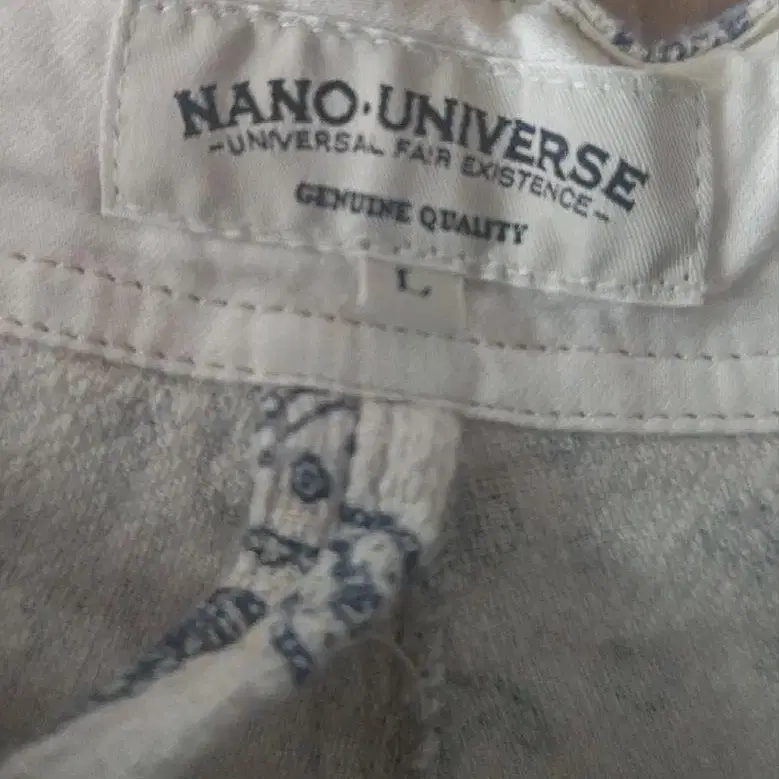 NANO·UNIVERSE
-UNIVERSAL FAIR EXISTENCE-
GENUINE QUALITY
L